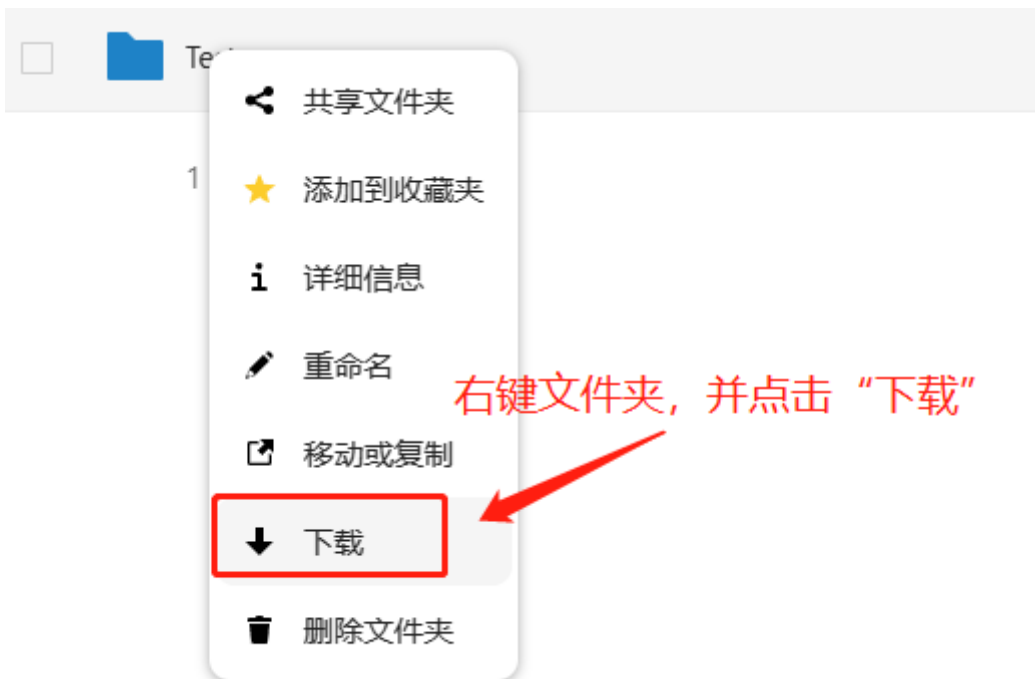 共享文件夹
1
添加到收藏夹
详细信息
重命名
右键文件夹，并点击“下载”
移动或复制
下载
删除文件夹